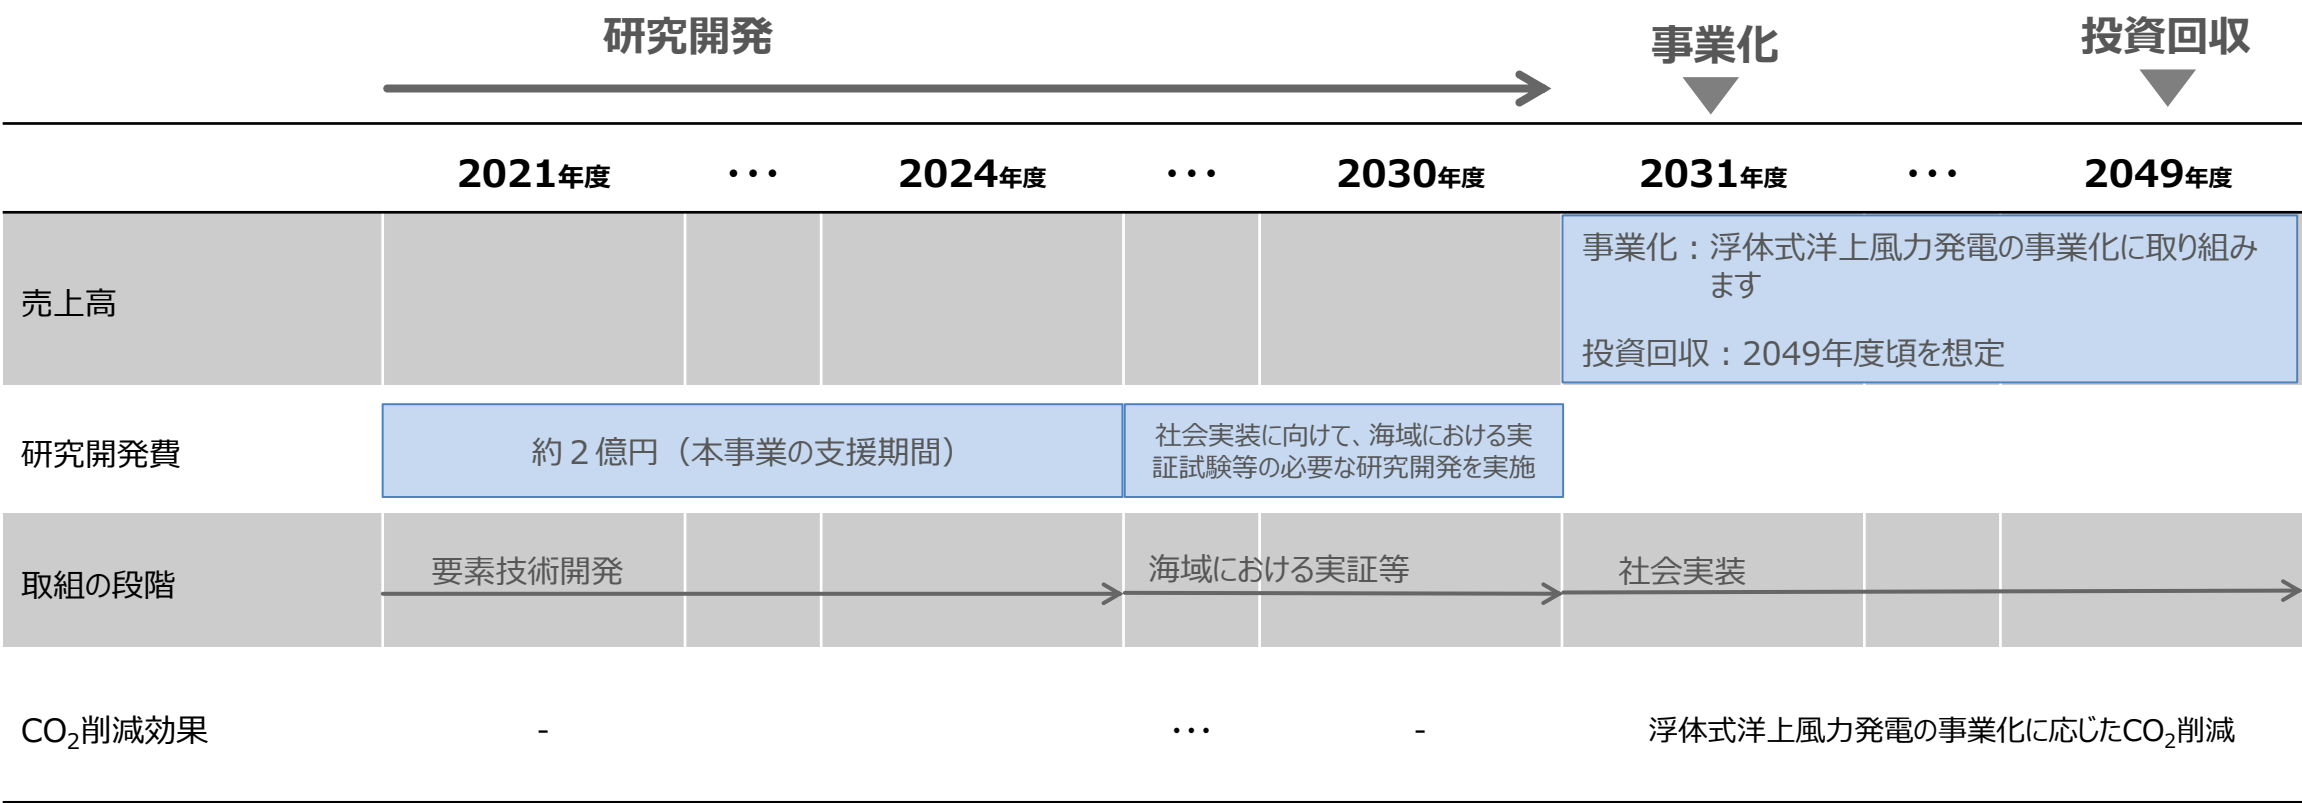 研究開発
事業化
投資回収
2021年度 ・・・ 2024年度 ・・・ 2030年度 2031年度 ・・・ 2049年度
売上高
事業化：浮体式洋上風力発電の事業化に取り組み
ます
投資回収：2049年度頃を想定
研究開発費
約２億円（本事業の支援期間）
社会実装に向けて、海域における実
証試験等の必要な研究開発を実施
取組の段階
要素技術開発
海域における実証等
社会実装
CO₂削減効果
- ・・・ -
浮体式洋上風力発電の事業化に応じたCO₂削減